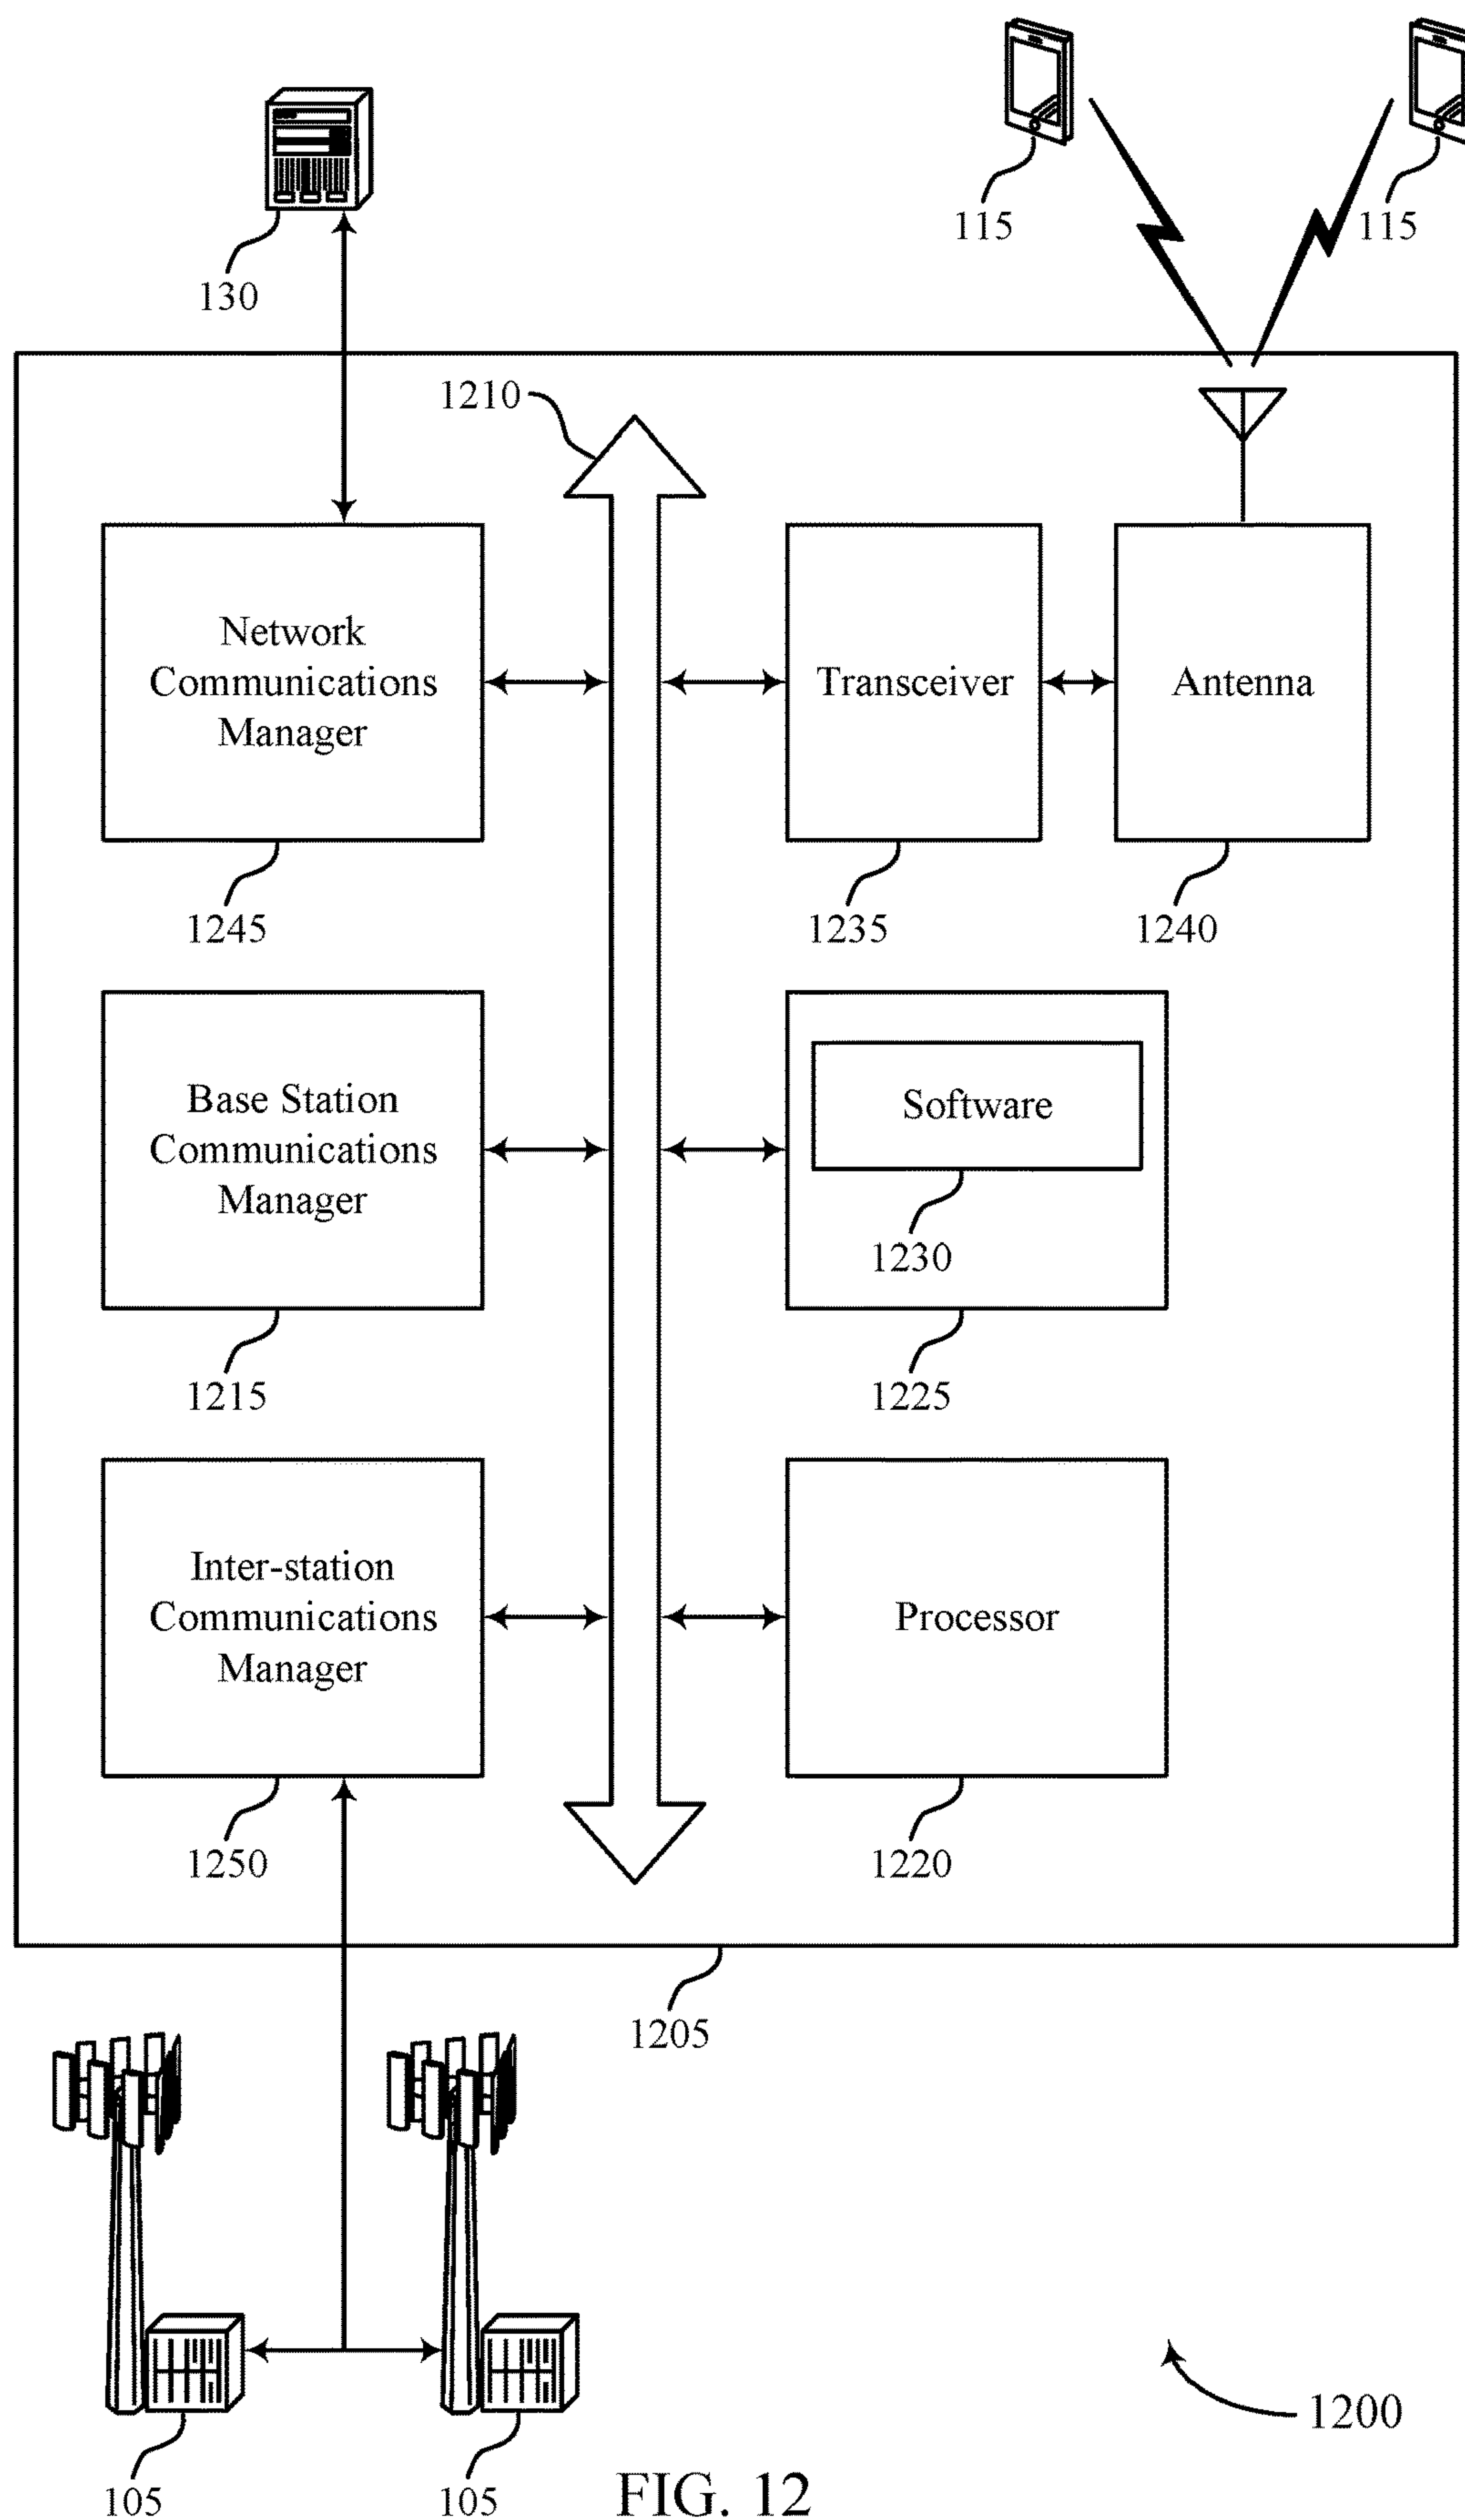 130
115
115
1210
Network
Communications
Manager
Transceiver
Antenna
1245
1235
1240
Base Station
Communications
Manager
Software
1230
1215
1225
Inter-station
Communications
Manager
Processor
1250
1220
1205
105
105
1200
FIG. 12